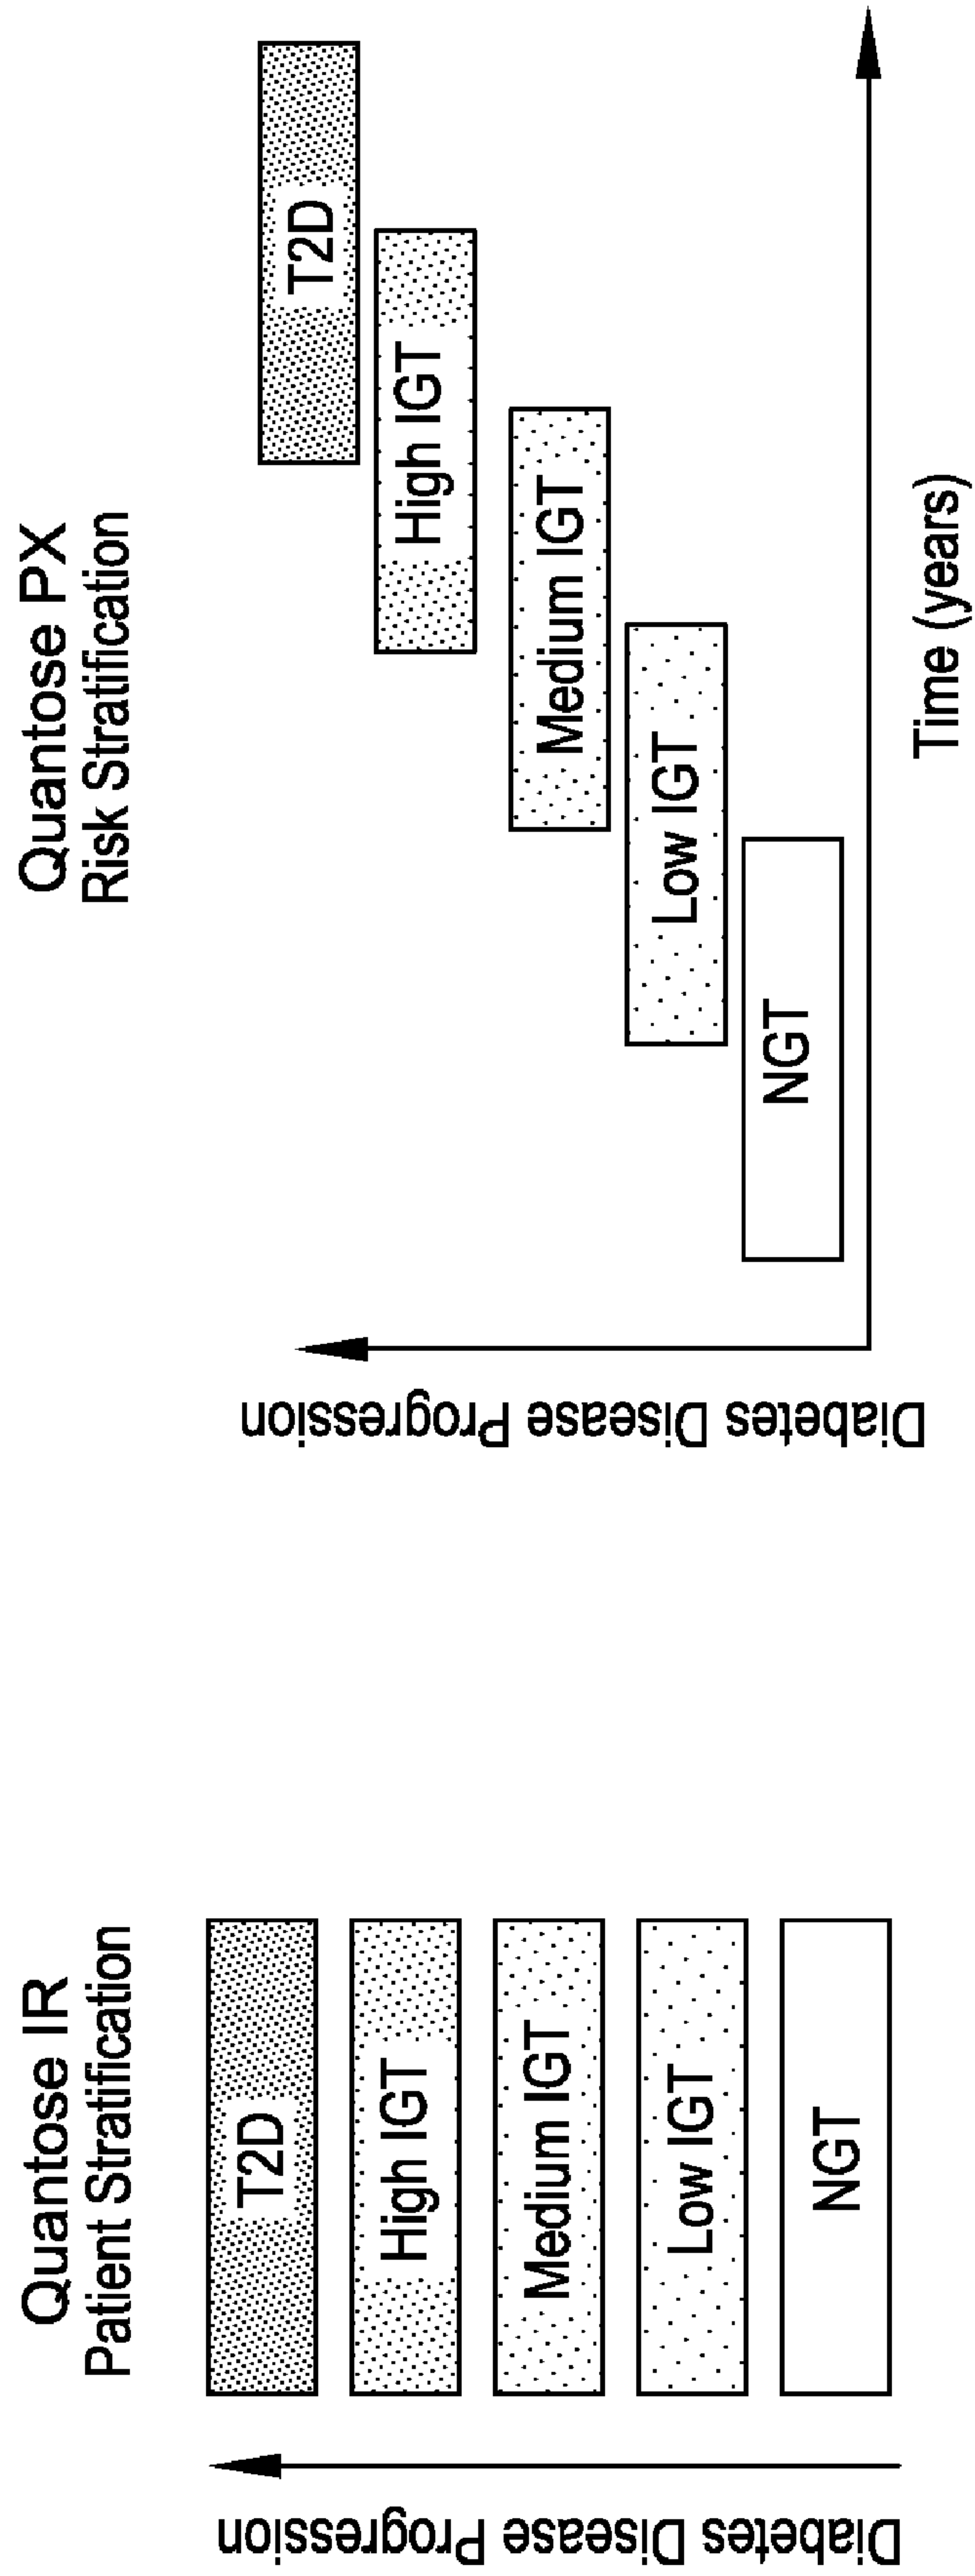 Quantose IR
Patient Stratification
Diabetes Disease Progression
T2D
High IGT
Medium IGT
Low IGT
NGT
Quantose PX
Risk Stratification
Diabetes Disease Progression
T2D
High IGT
Medium IGT
Low IGT
NGT
Time (years)